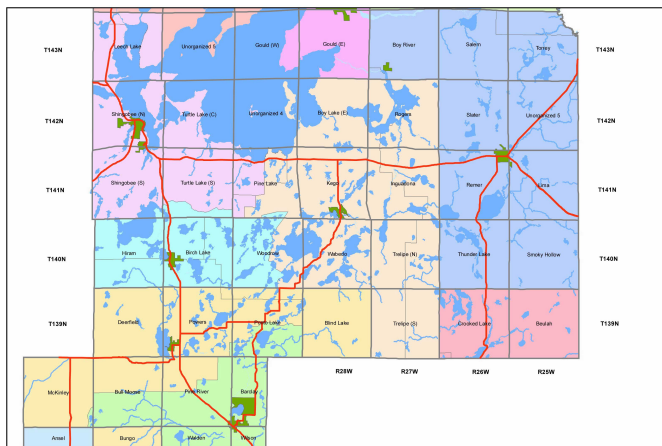 T143N Leech Lake Unorganized 5 Gould (W) Gould (E) Boy River Salem Torrey T143N
T142N Shingobee (N) Turtle Lake (C) Unorganized 4 Boy Lake (E) Rogers Slater Unorganized 5 T142N
T141N Shingobee (S) Turtle Lake (S) Pine Lake Kego Inguadona Remer Lima T141N
T140N Hiram Birch Lake Woodrow Wabedo Trelipe (N) Thunder Lake Smoky Hollow T140N
T139N Deerfield Powers Ponto Lake Blind Lake Trelipe (S) Crooked Lake Beulah T139N
R28W R27W R26W R25W
McKinley Bull Moose Pine River Barclay
Ansel Bungo Walden Wilson